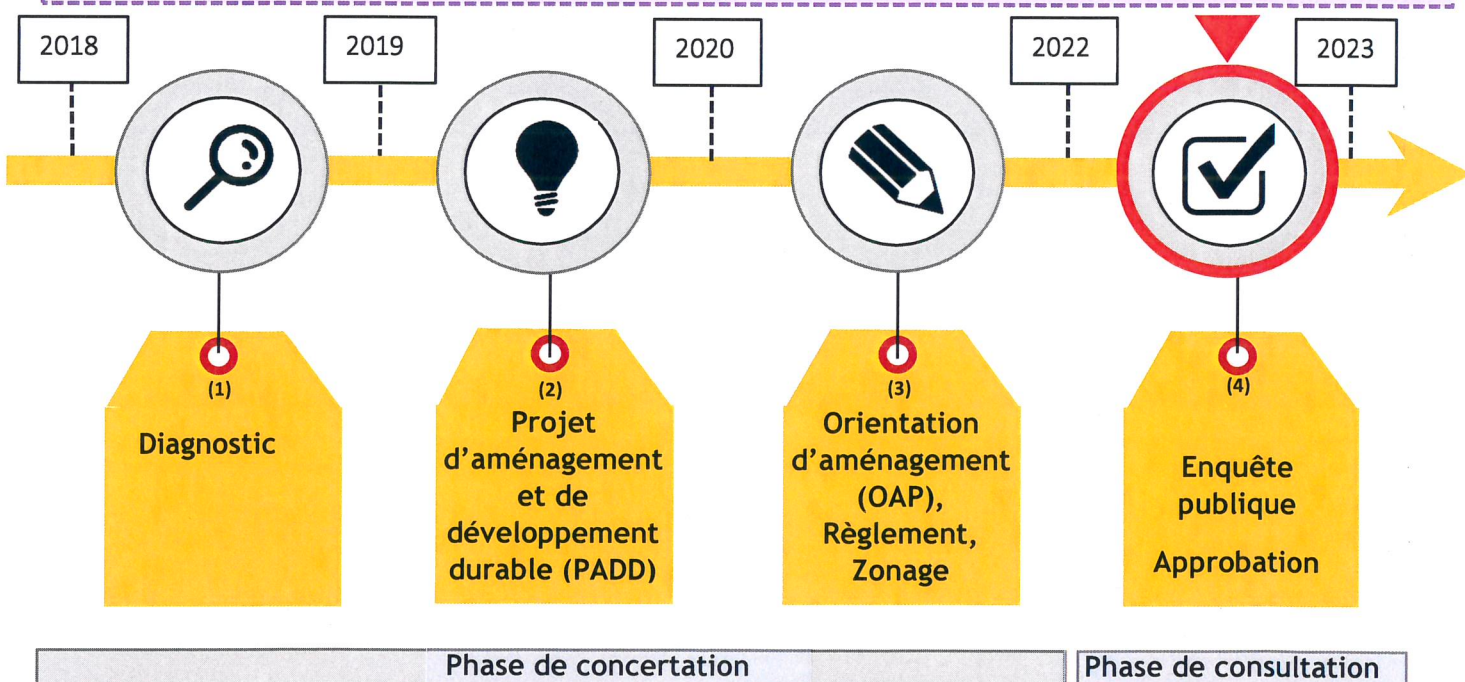 2018
2019
2020
2022
2023
(1)
Diagnostic
(2)
Projet
d’aménagement
et de
développement
durable (PADD)
(3)
Orientation
d’aménagement
(OAP),
Règlement,
Zonage
(4)
Enquête
publique
Approbation
Phase de concertation
Phase de consultation